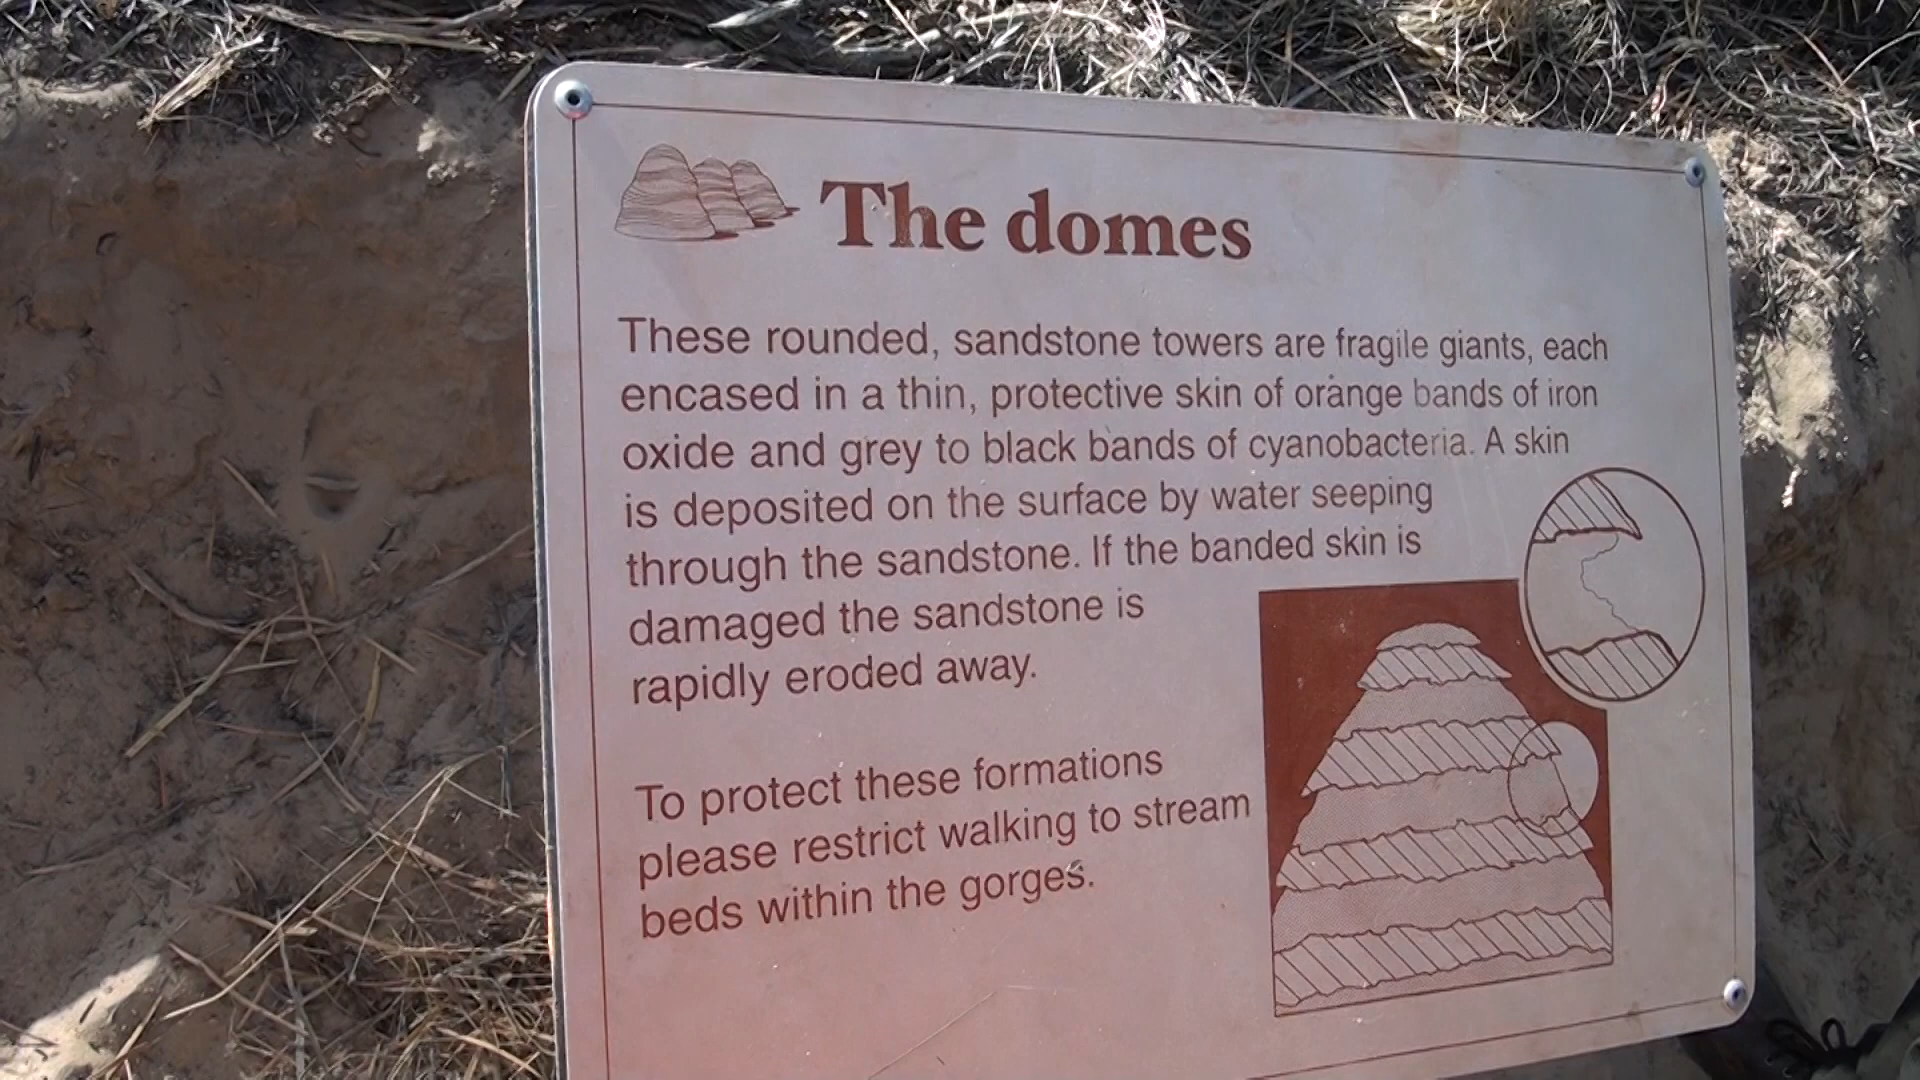 The domes
These rounded, sandstone towers are fragile giants, each
encased in a thin, protective skin of orange bands of iron
oxide and grey to black bands of cyanobacteria. A skin
is deposited on the surface by water seeping
through the sandstone. If the banded skin is
damaged the sandstone is
rapidly eroded away.
To protect these formations
please restrict walking to stream
beds within the gorges.